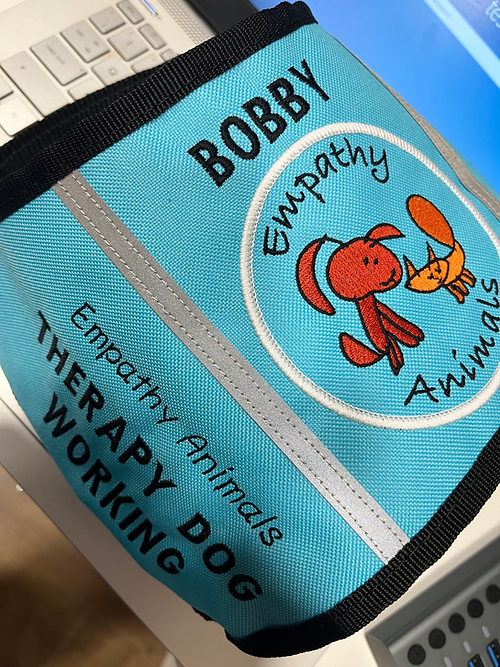 BOBBY
Empathy
Animals
Empathy Animals
THERAPY DOG
WORKING